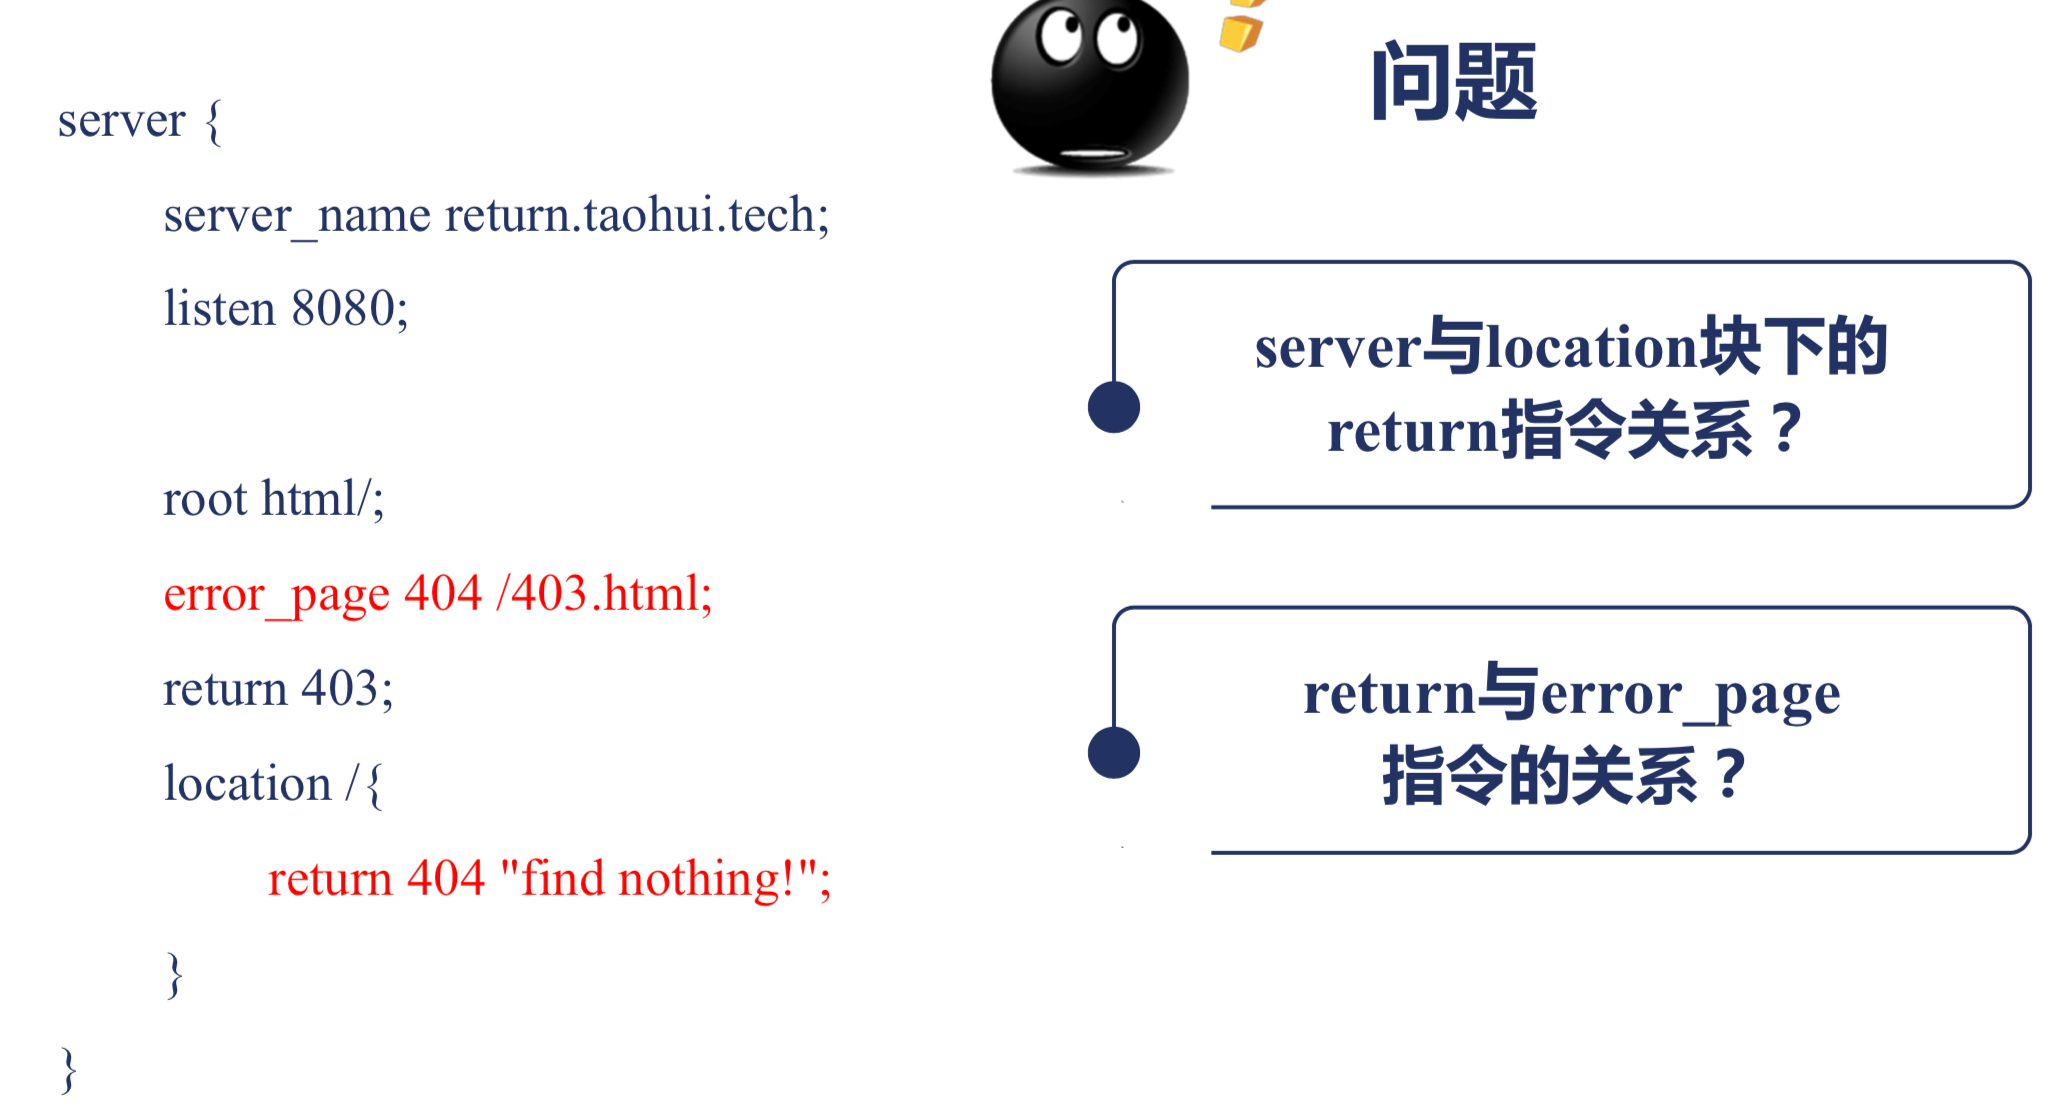 问题
server {
server_name return.taohui.tech;
listen 8080;
root html/;
error_page 404 /403.html;
return 403;
location /{
return 404 "find nothing!";
}
}
server与location块下的
return指令关系？
return与error_page
指令的关系？